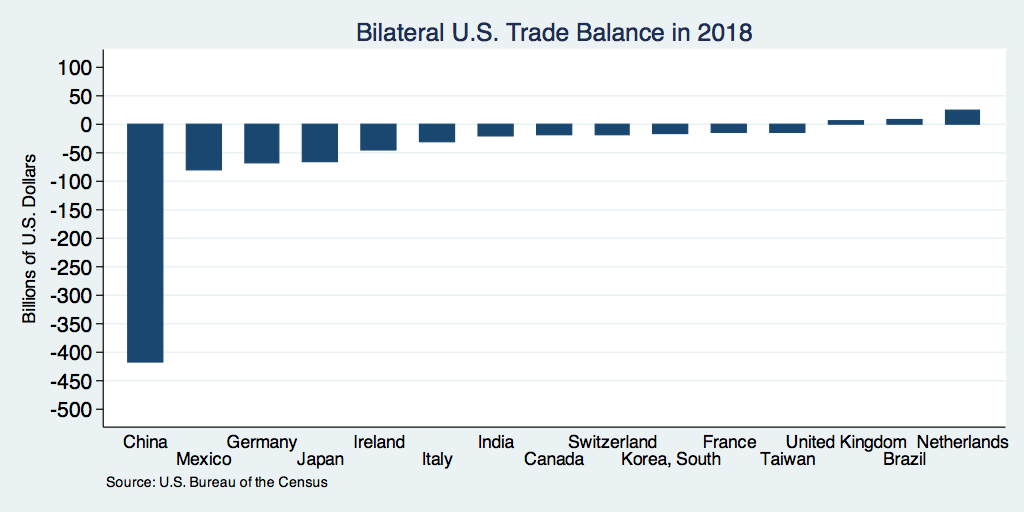 Bilateral U.S. Trade Balance in 2018
Billions of U.S. Dollars
100
50
0
-50
-100
-150
-200
-250
-300
-350
-400
-450
-500
China
Mexico
Germany
Japan
Ireland
Italy
India
Canada
Switzerland
Korea, South
France
Taiwan
United Kingdom
Brazil
Netherlands
Source: U.S. Bureau of the Census